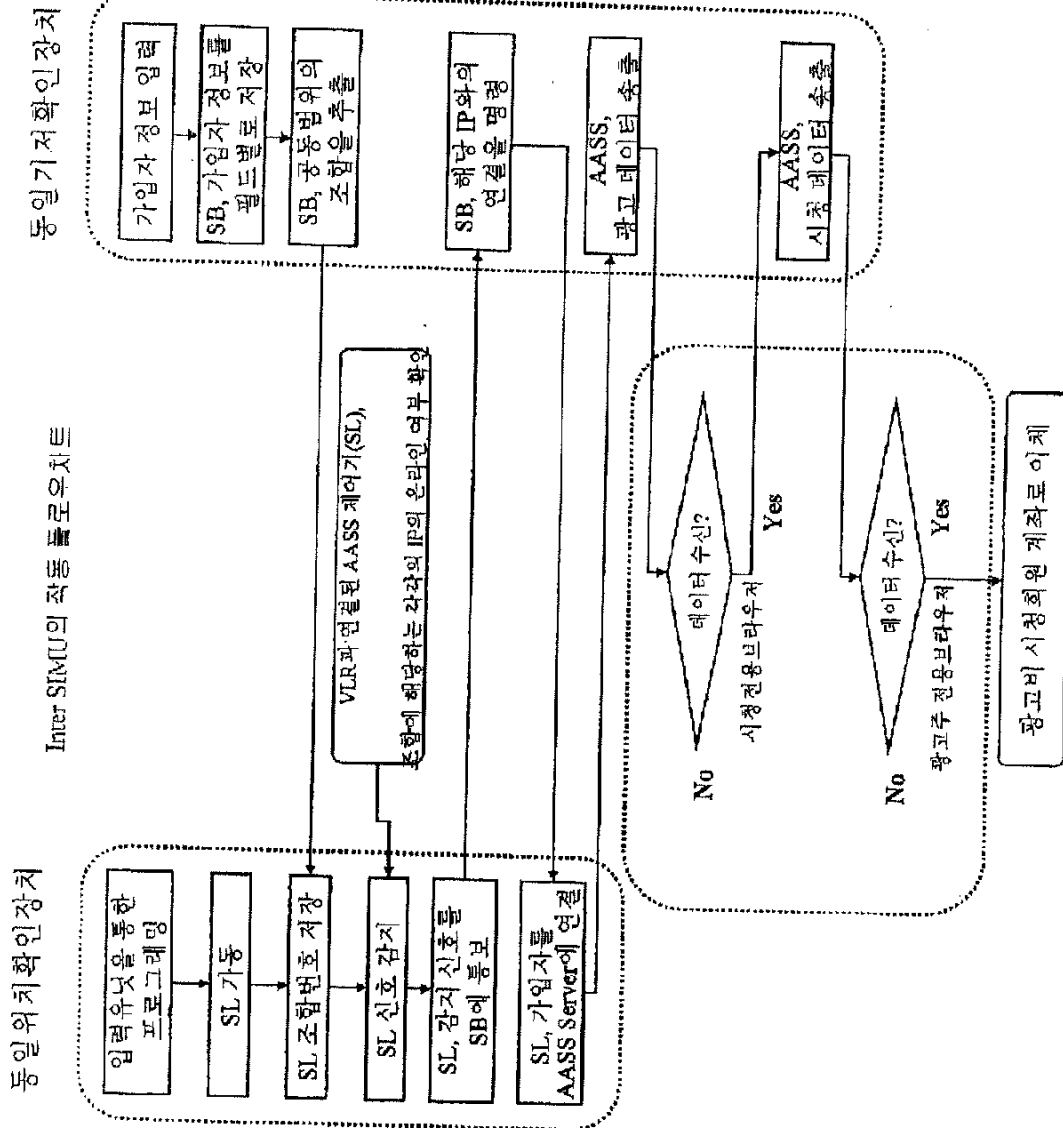 Inter SIMU의 작동 플로우차트
동일위치확인장치
입력유닛을 통한
프로그래밍
SL 가동
SL 조합번호 저장
SL 신호 감지
SL, 감지 신호를
SB에 통보
SL, 가입자를
AASS Server에 연결
VLR과 연결된 AASS 제어기(SL),
조합에 해당하는 각각의 IP의 온라인 여부 확인
동일기저확인장치
가입자 정보 입력
SB, 가입자 정보를
필드별로 저장
SB, 공동범위의
조합을 추출
SB, 해당 IP와의
연결을 명령
AASS,
광고 데이터 송출
AASS,
시청 데이터 송출
No
데이터 수신?
Yes
시청전용브라우저
No
데이터 수신?
Yes
광고주 전용브라우저
광고비 시청회원 계좌로 이체